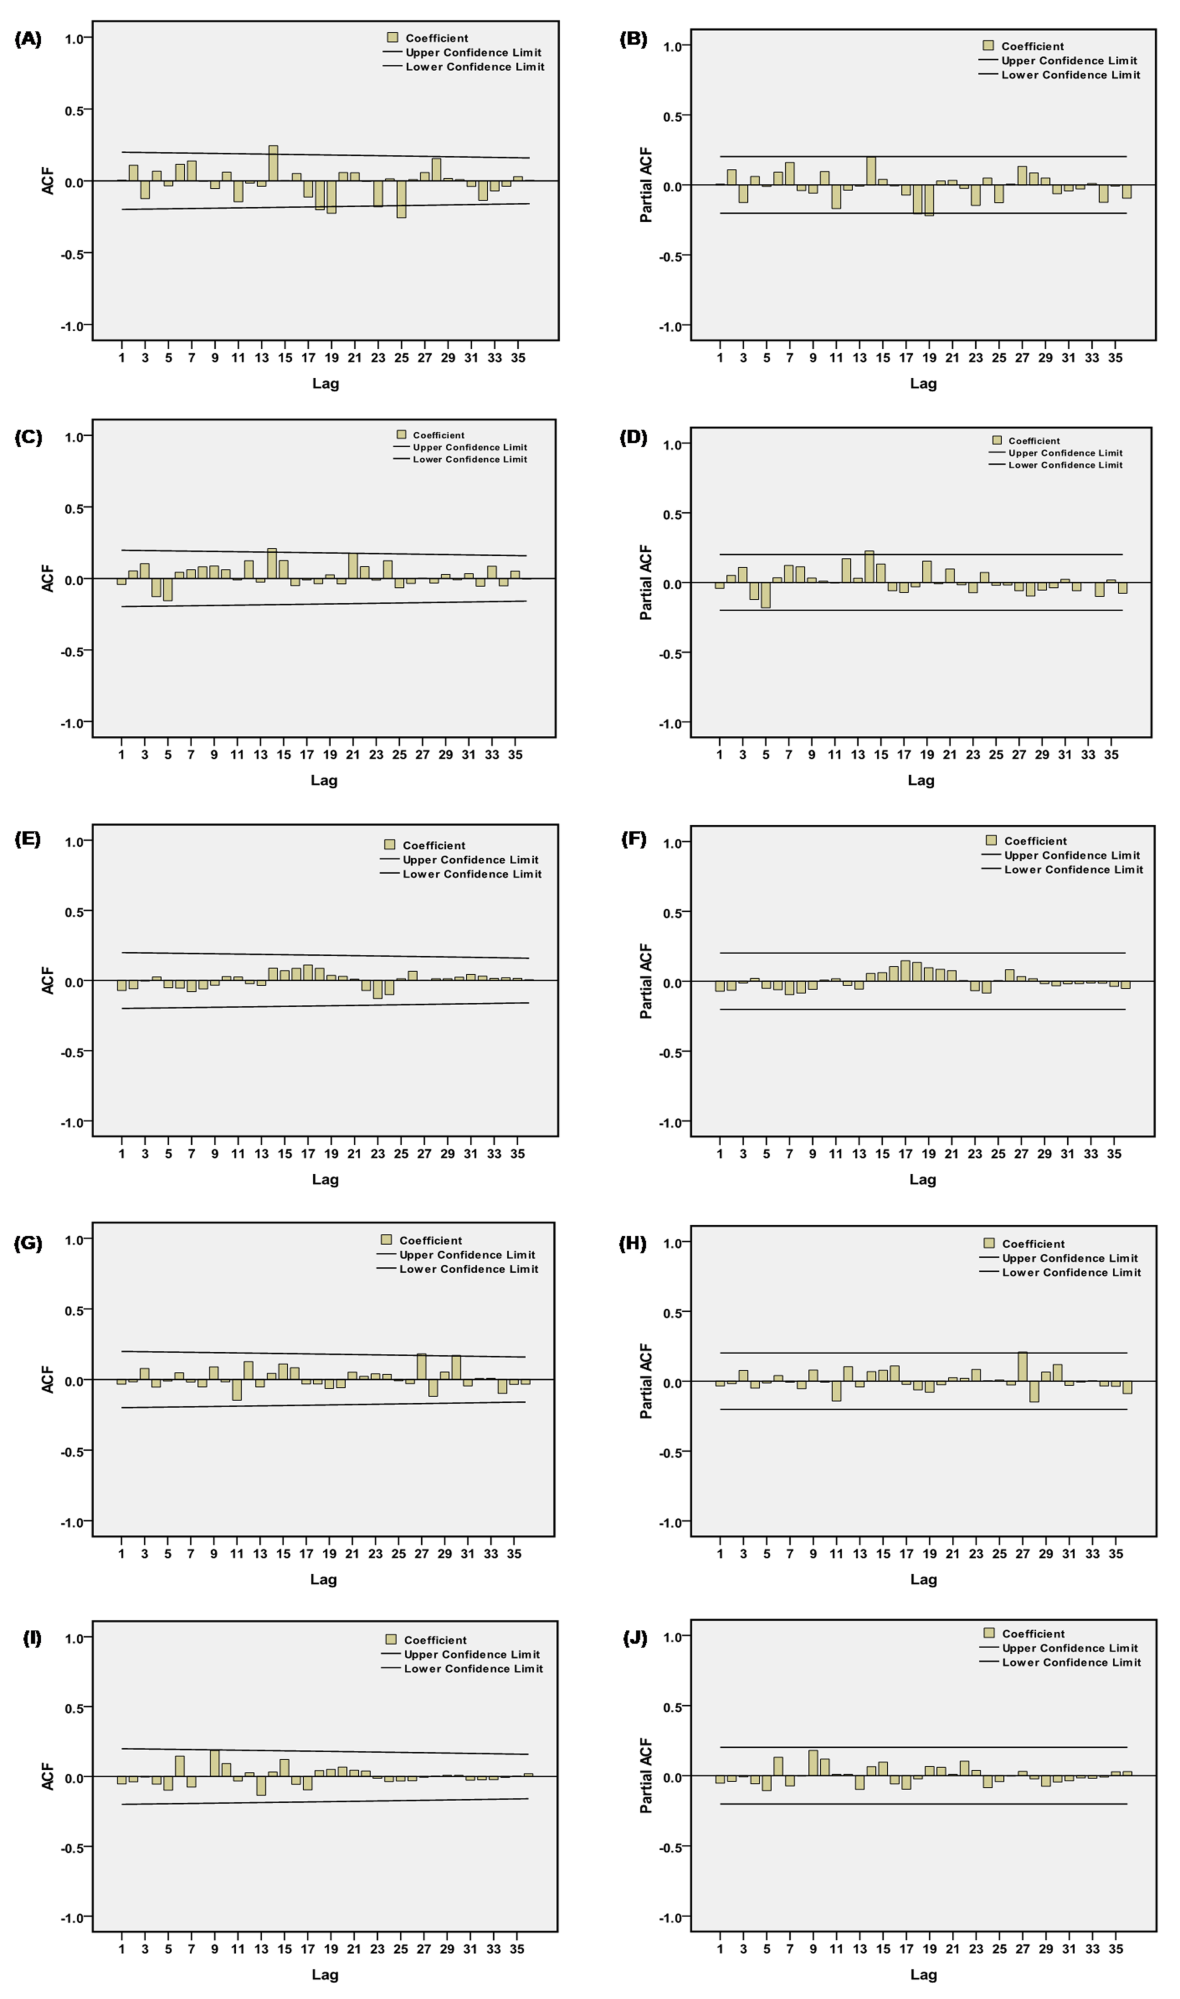 (A)
Coefficient
Upper Confidence Limit
Lower Confidence Limit
1.0
0.5
0.0
-0.5
-1.0
ACF
1 3 5 7 9 11 13 15 17 19 21 23 25 27 29 31 33 35
Lag
(B)
Coefficient
Upper Confidence Limit
Lower Confidence Limit
1.0
0.5
0.0
-0.5
-1.0
Partial ACF
1 3 5 7 9 11 13 15 17 19 21 23 25 27 29 31 33 35
Lag
(C)
Coefficient
Upper Confidence Limit
Lower Confidence Limit
1.0
0.5
0.0
-0.5
-1.0
ACF
1 3 5 7 9 11 13 15 17 19 21 23 25 27 29 31 33 35
Lag
(D)
Coefficient
Upper Confidence Limit
Lower Confidence Limit
1.0
0.5
0.0
-0.5
-1.0
Partial ACF
1 3 5 7 9 11 13 15 17 19 21 23 25 27 29 31 33 35
Lag
(E)
Coefficient
Upper Confidence Limit
Lower Confidence Limit
1.0
0.5
0.0
-0.5
-1.0
ACF
1 3 5 7 9 11 13 15 17 19 21 23 25 27 29 31 33 35
Lag
(F)
Coefficient
Upper Confidence Limit
Lower Confidence Limit
1.0
0.5
0.0
-0.5
-1.0
Partial ACF
1 3 5 7 9 11 13 15 17 19 21 23 25 27 29 31 33 35
Lag
(G)
Coefficient
Upper Confidence Limit
Lower Confidence Limit
1.0
0.5
0.0
-0.5
-1.0
ACF
1 3 5 7 9 11 13 15 17 19 21 23 25 27 29 31 33 35
Lag
(H)
Coefficient
Upper Confidence Limit
Lower Confidence Limit
1.0
0.5
0.0
-0.5
-1.0
Partial ACF
1 3 5 7 9 11 13 15 17 19 21 23 25 27 29 31 33 35
Lag
(I)
Coefficient
Upper Confidence Limit
Lower Confidence Limit
1.0
0.5
0.0
-0.5
-1.0
ACF
1 3 5 7 9 11 13 15 17 19 21 23 25 27 29 31 33 35
Lag
(J)
Coefficient
Upper Confidence Limit
Lower Confidence Limit
1.0
0.5
0.0
-0.5
-1.0
Partial ACF
1 3 5 7 9 11 13 15 17 19 21 23 25 27 29 31 33 35
Lag